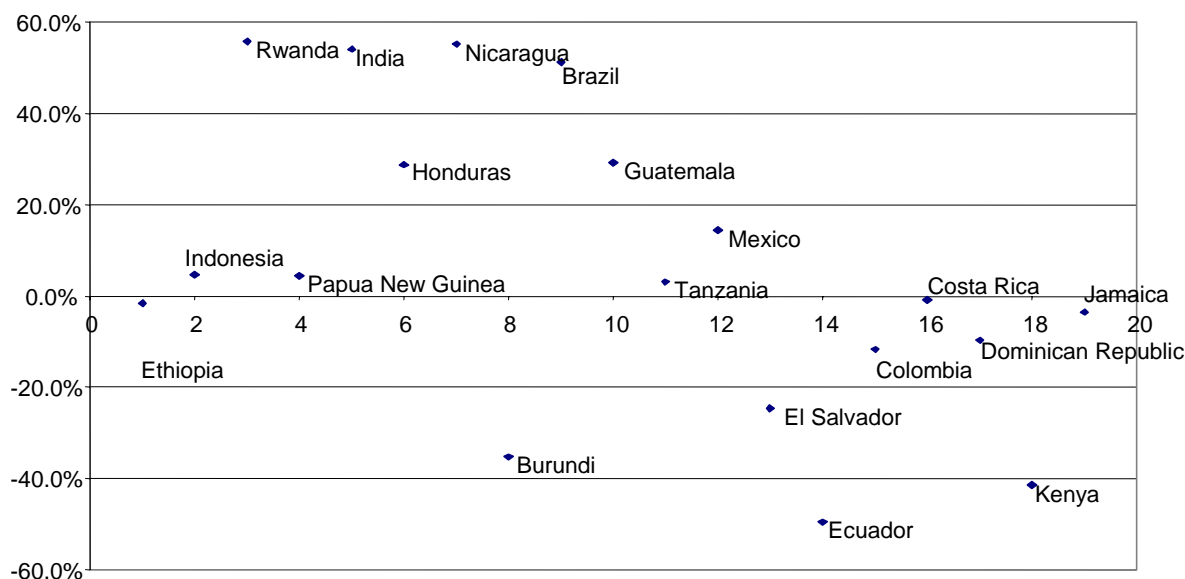 60.0%
Rwanda
India
Nicaragua
Brazil
40.0%
Honduras
Guatemala
20.0%
Mexico
Indonesia
Papua New Guinea
Tanzania
Costa Rica
Jamaica
0.0%
0 2 4 6 8 10 12 14 16 18 20
Dominican Republic
Ethiopia
Colombia
-20.0%
El Salvador
Burundi
-40.0%
Kenya
Ecuador
-60.0%